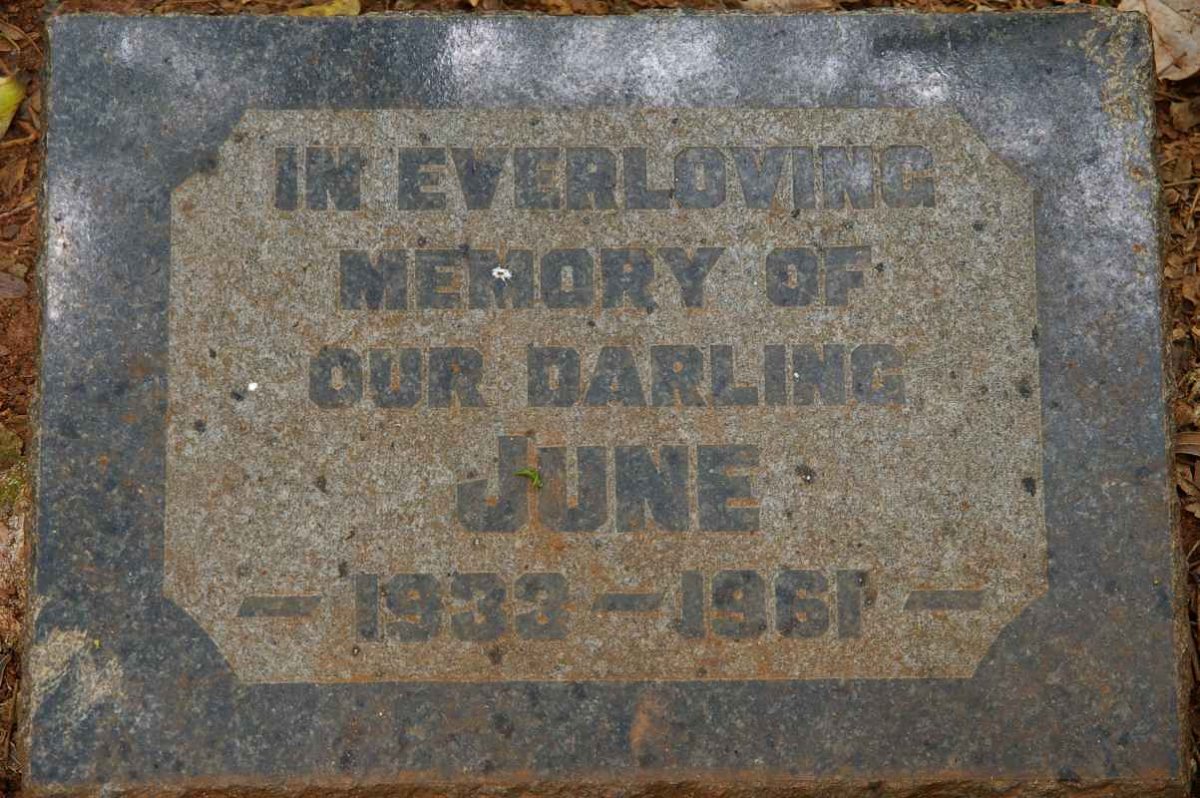 IN EVERLOVING
MEMORY OF
OUR DARLING
JUNE
— 1933 — 1961 —